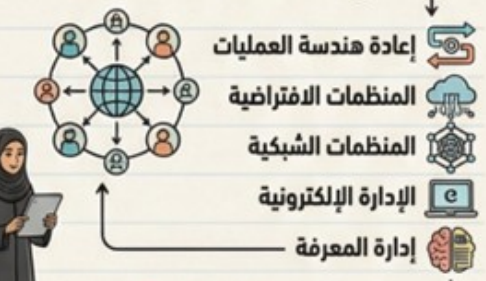 إعادة هندسة العمليات
المنظمات الافتراضية
المنظمات الشبكية
الإدارة الإلكترونية
e
إدارة المعرفة